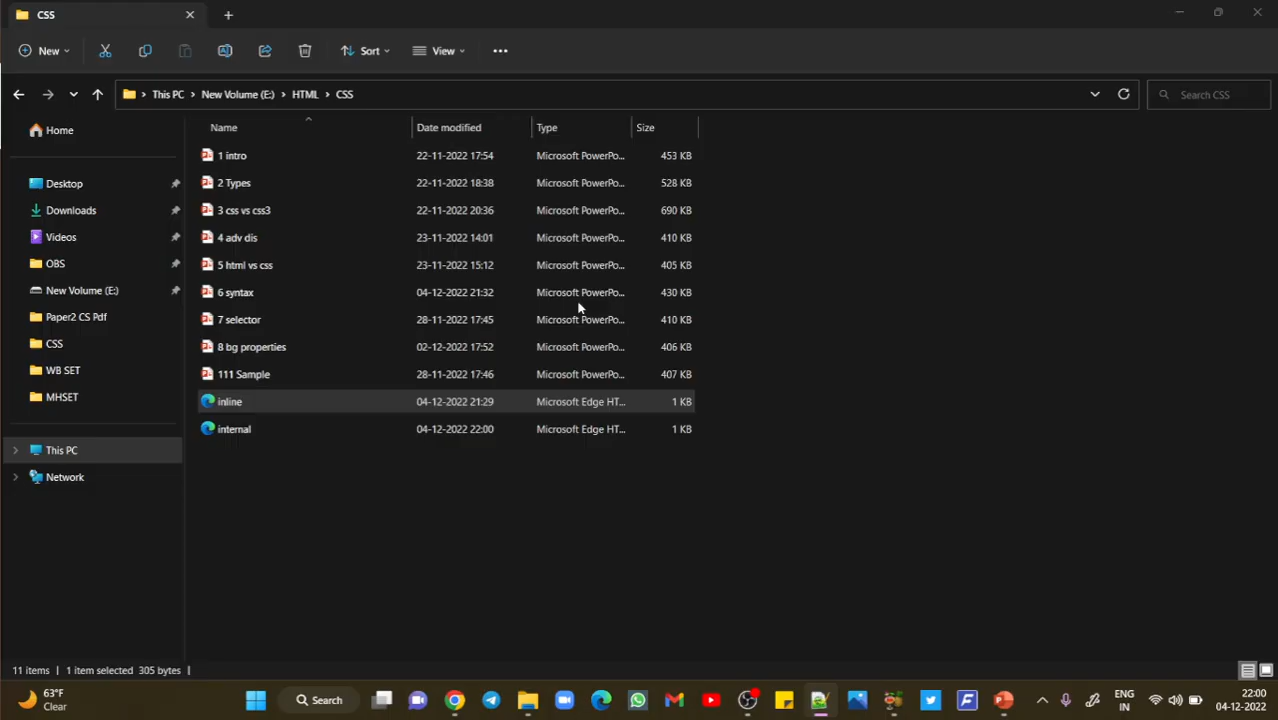 CSS
New
Sort
View
This PC > New Volume (E:) > HTML > CSS
Search CSS
Home
Desktop
Downloads
Videos
OBS
New Volume (E:)
Paper2 CS Pdf
CSS
WB SET
MHSET
This PC
Network
Name Date modified Type Size
1 intro 22-11-2022 17:54 Microsoft PowerPo... 453 KB
2 Types 22-11-2022 18:38 Microsoft PowerPo... 528 KB
3 css vs css3 22-11-2022 20:36 Microsoft PowerPo... 690 KB
4 adv dis 23-11-2022 14:01 Microsoft PowerPo... 410 KB
5 html vs css 23-11-2022 15:12 Microsoft PowerPo... 405 KB
6 syntax 04-12-2022 21:32 Microsoft PowerPo... 430 KB
7 selector 28-11-2022 17:45 Microsoft PowerPo... 410 KB
8 bg properties 02-12-2022 17:52 Microsoft PowerPo... 406 KB
111 Sample 28-11-2022 17:46 Microsoft PowerPo... 407 KB
inline 04-12-2022 21:29 Microsoft Edge HT... 1 KB
internal 04-12-2022 22:00 Microsoft Edge HT... 1 KB
11 items | 1 item selected 305 bytes |
63°F
Clear
Search
ENG
IN
22:00
04-12-2022